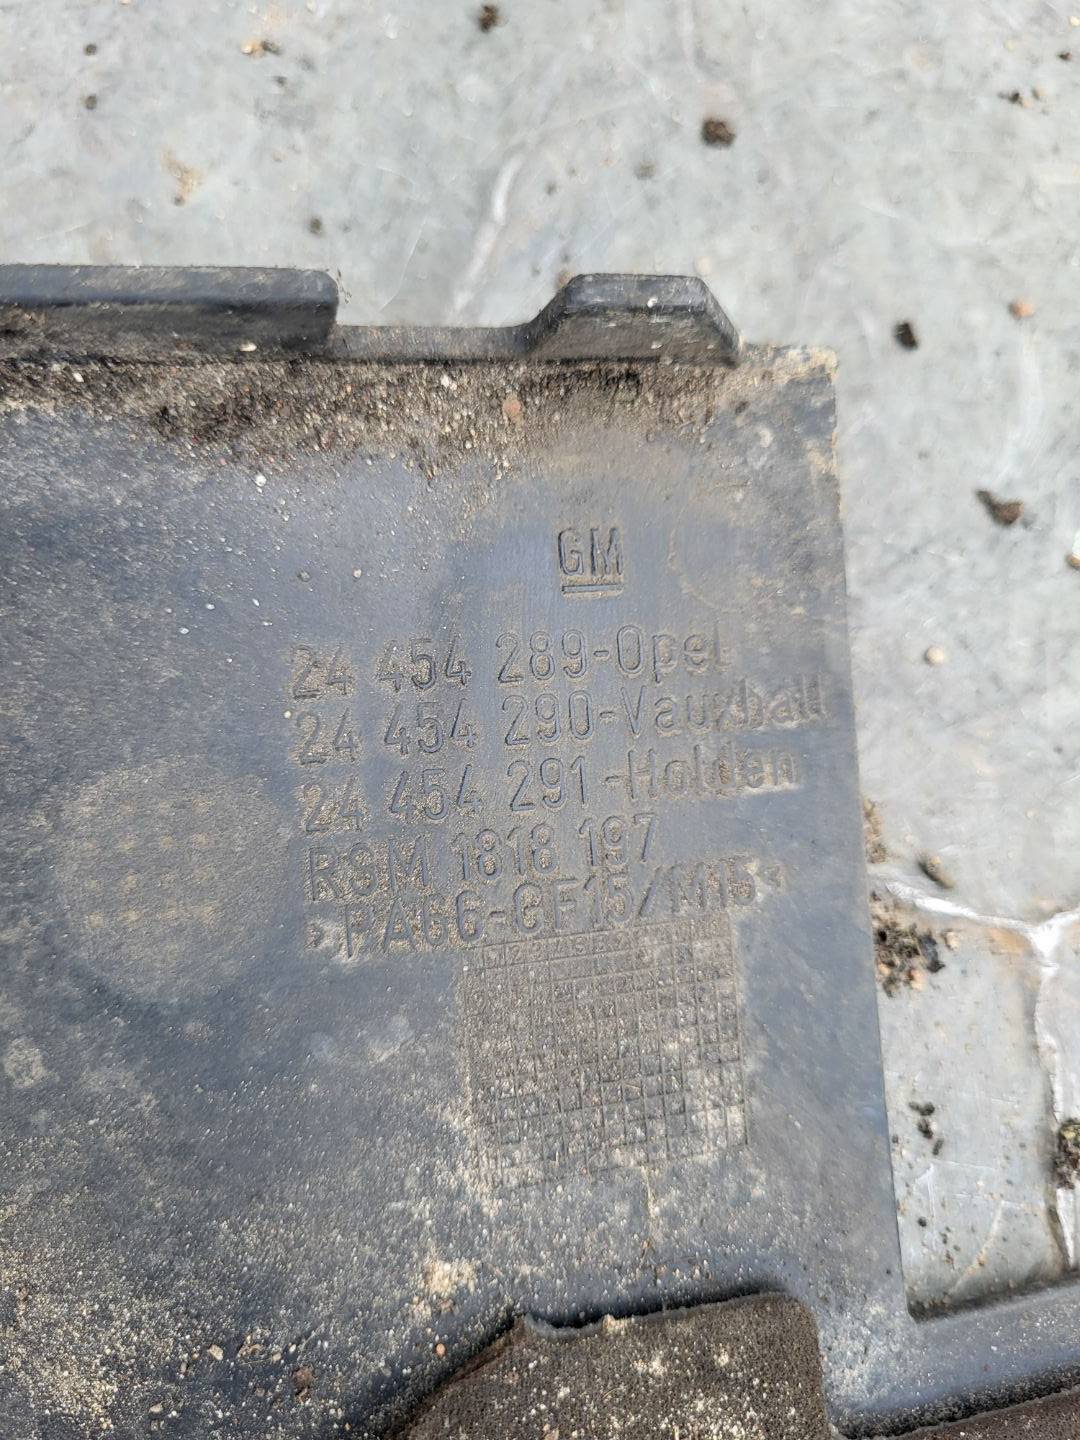 GM
24 454 289-Opel
24 454 290-Vauxhall
24 454 291-Holden
RSM 1818 197
>PA66-GF15/M15<